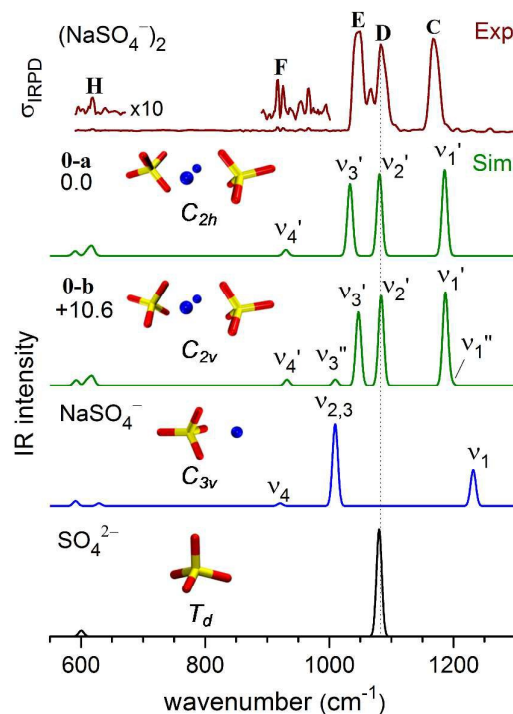 (NaSO₄⁻)₂ E D C Exp
H x10 F
σIRPD
0-a
0.0
C₂ₕ
ν₄' ν₃' ν₂' ν₁' Sim
0-b
+10.6
C₂ᵥ
ν₄' ν₃'' ν₃' ν₂' ν₁' ν₁''
NaSO₄⁻
C₃ᵥ
ν₄ ν₂,₃ ν₁
SO₄²⁻
T_d
IR intensity
600 800 1000 1200
wavenumber (cm⁻¹)